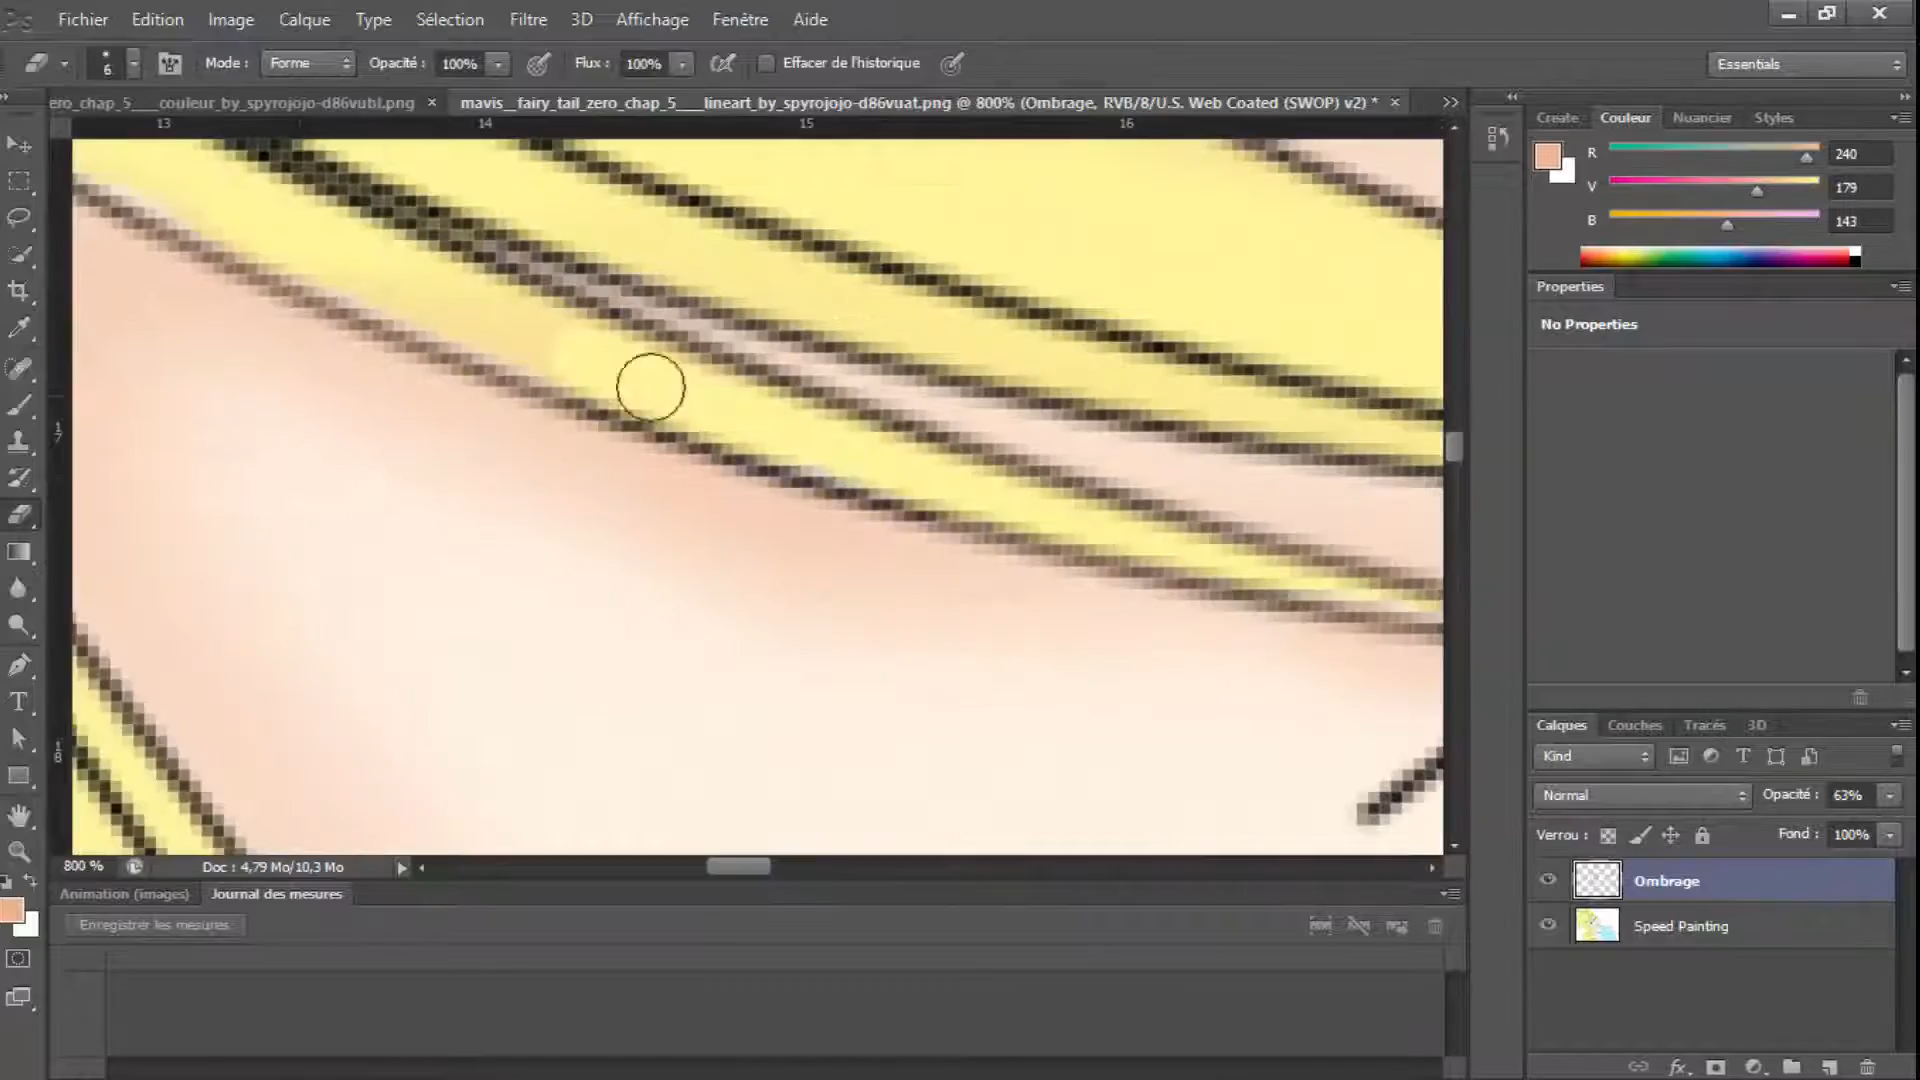 Fichier Edition Image Calque Type Sélection Filtre 3D Affichage Fenêtre Aide
6 Mode : Forme Opacité : 100% Flux : 100% Effacer de l'historique Essentials
ero_chap_5___couleur_by_spyrojojo-d86vubl.png × mavis__fairy_tail_zero_chap_5___lineart_by_spyrojojo-d86vuat.png @ 800% (Ombrage, RVB/8/U.S. Web Coated (SWOP) v2) * ×
13 14 15 16
Create Couleur Nuancier Styles
R 240
V 179
B 143
Properties
No Properties
17
18
Calques Couches Tracés 3D
Kind
Normal Opacité : 63%
Verrou : Fond : 100%
Ombrage
Speed Painting
800 % Doc : 4,79 Mo/10,3 Mo
Animation (images) Journal des mesures
Enregistrer les mesures